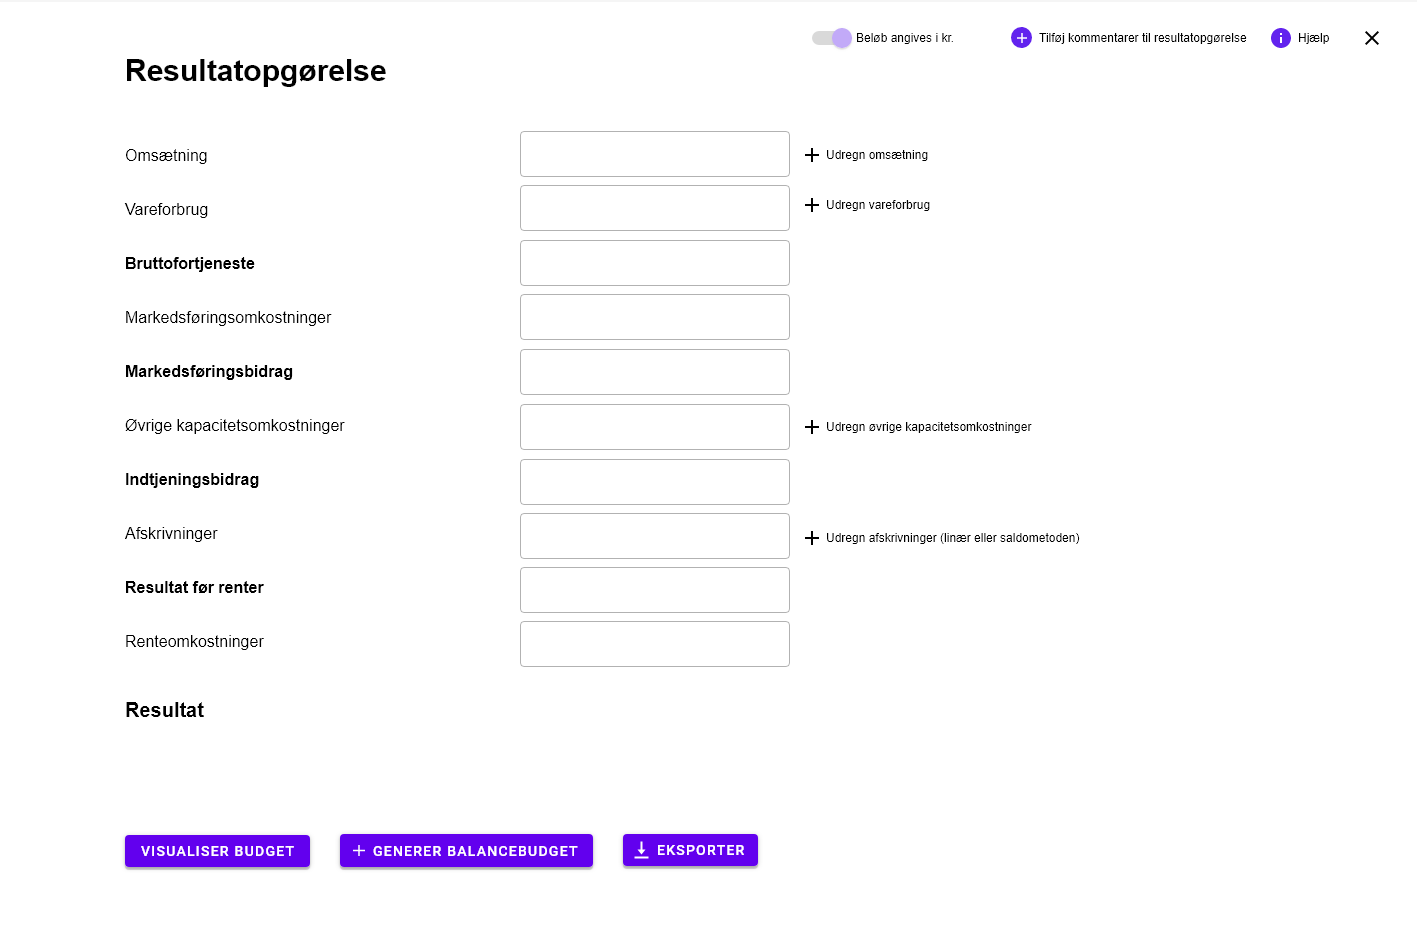 Beløb angives i kr.
Tilføj kommentarer til resultatopgørelse
Hjælp
Resultatopgørelse
Omsætning
Udregn omsætning
Vareforbrug
Udregn vareforbrug
Bruttofortjeneste
Markedsføringsomkostninger
Markedsføringsbidrag
Øvrige kapacitetsomkostninger
Udregn øvrige kapacitetsomkostninger
Indtjeningsbidrag
Afskrivninger
Udregn afskrivninger (linær eller saldometoden)
Resultat før renter
Renteomkostninger
Resultat
VISUALISER BUDGET
GENERER BALANCEBUDGET
EKSPORTER